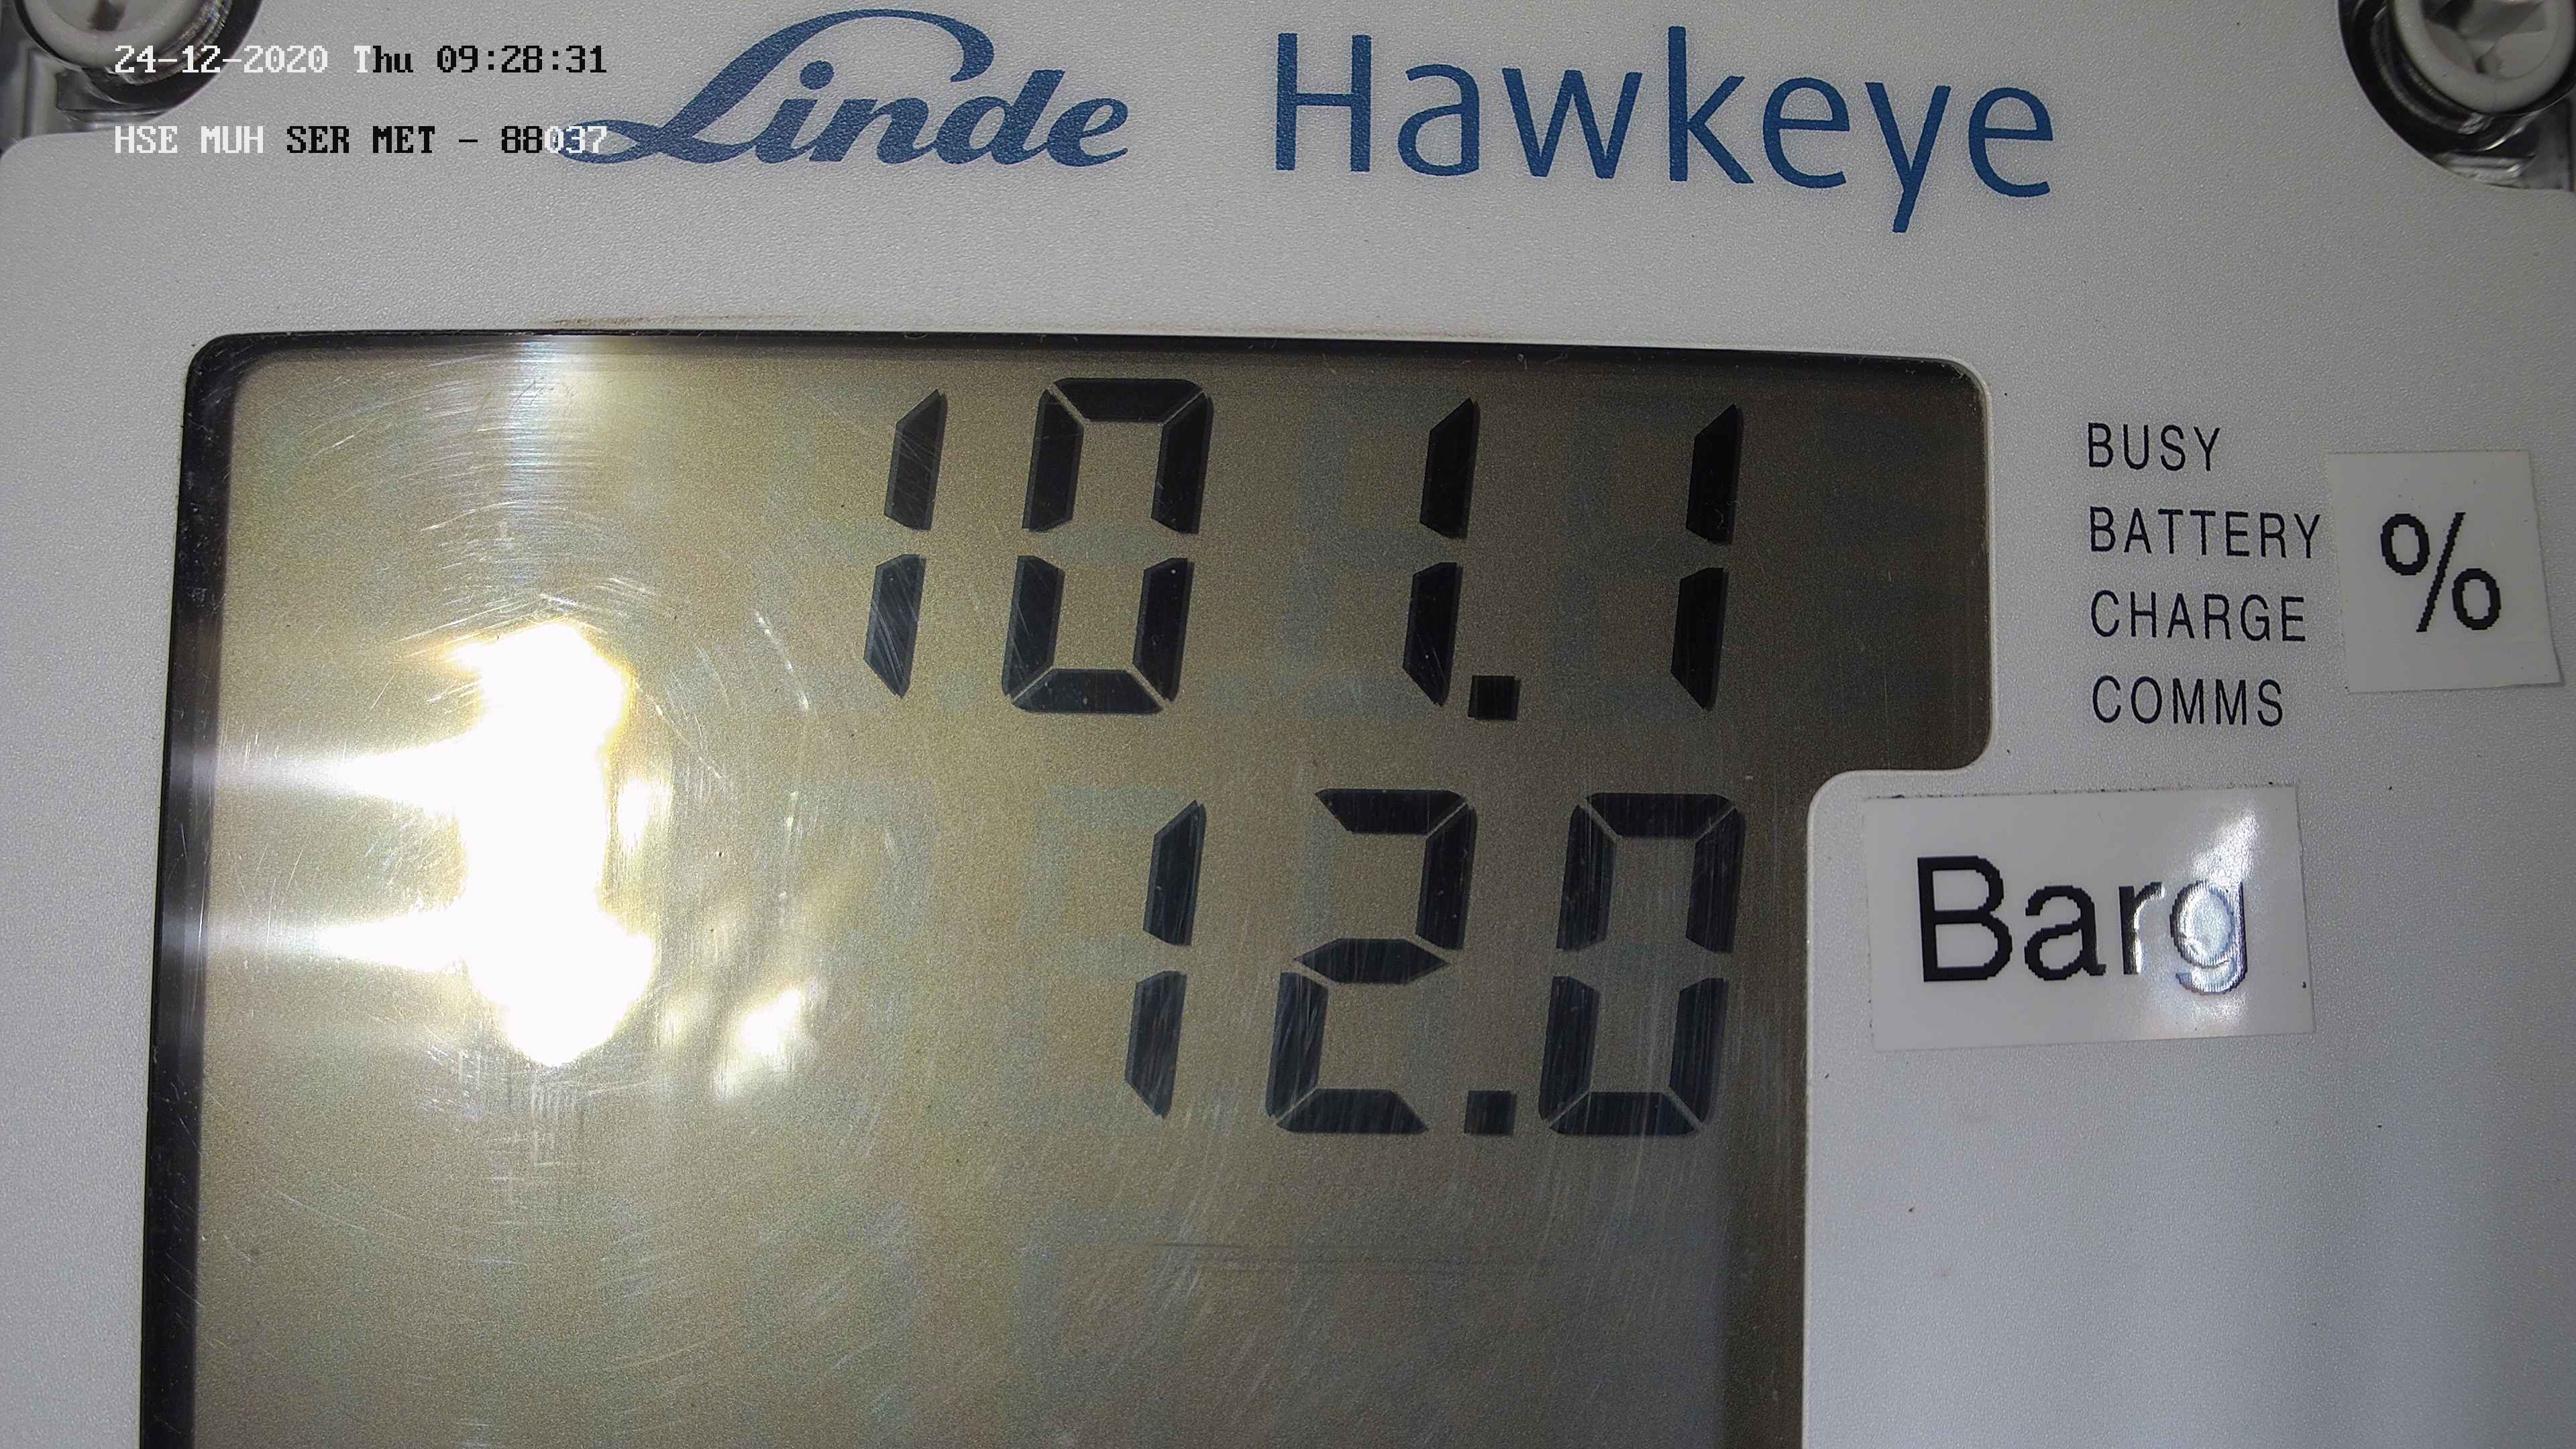 24-12-2020 Thu 09:28:31
HSE MUH SER MET - 88037
Linde Hawkeye
101.1
BUSY
BATTERY
CHARGE
COMMS
%
12.0
Barg